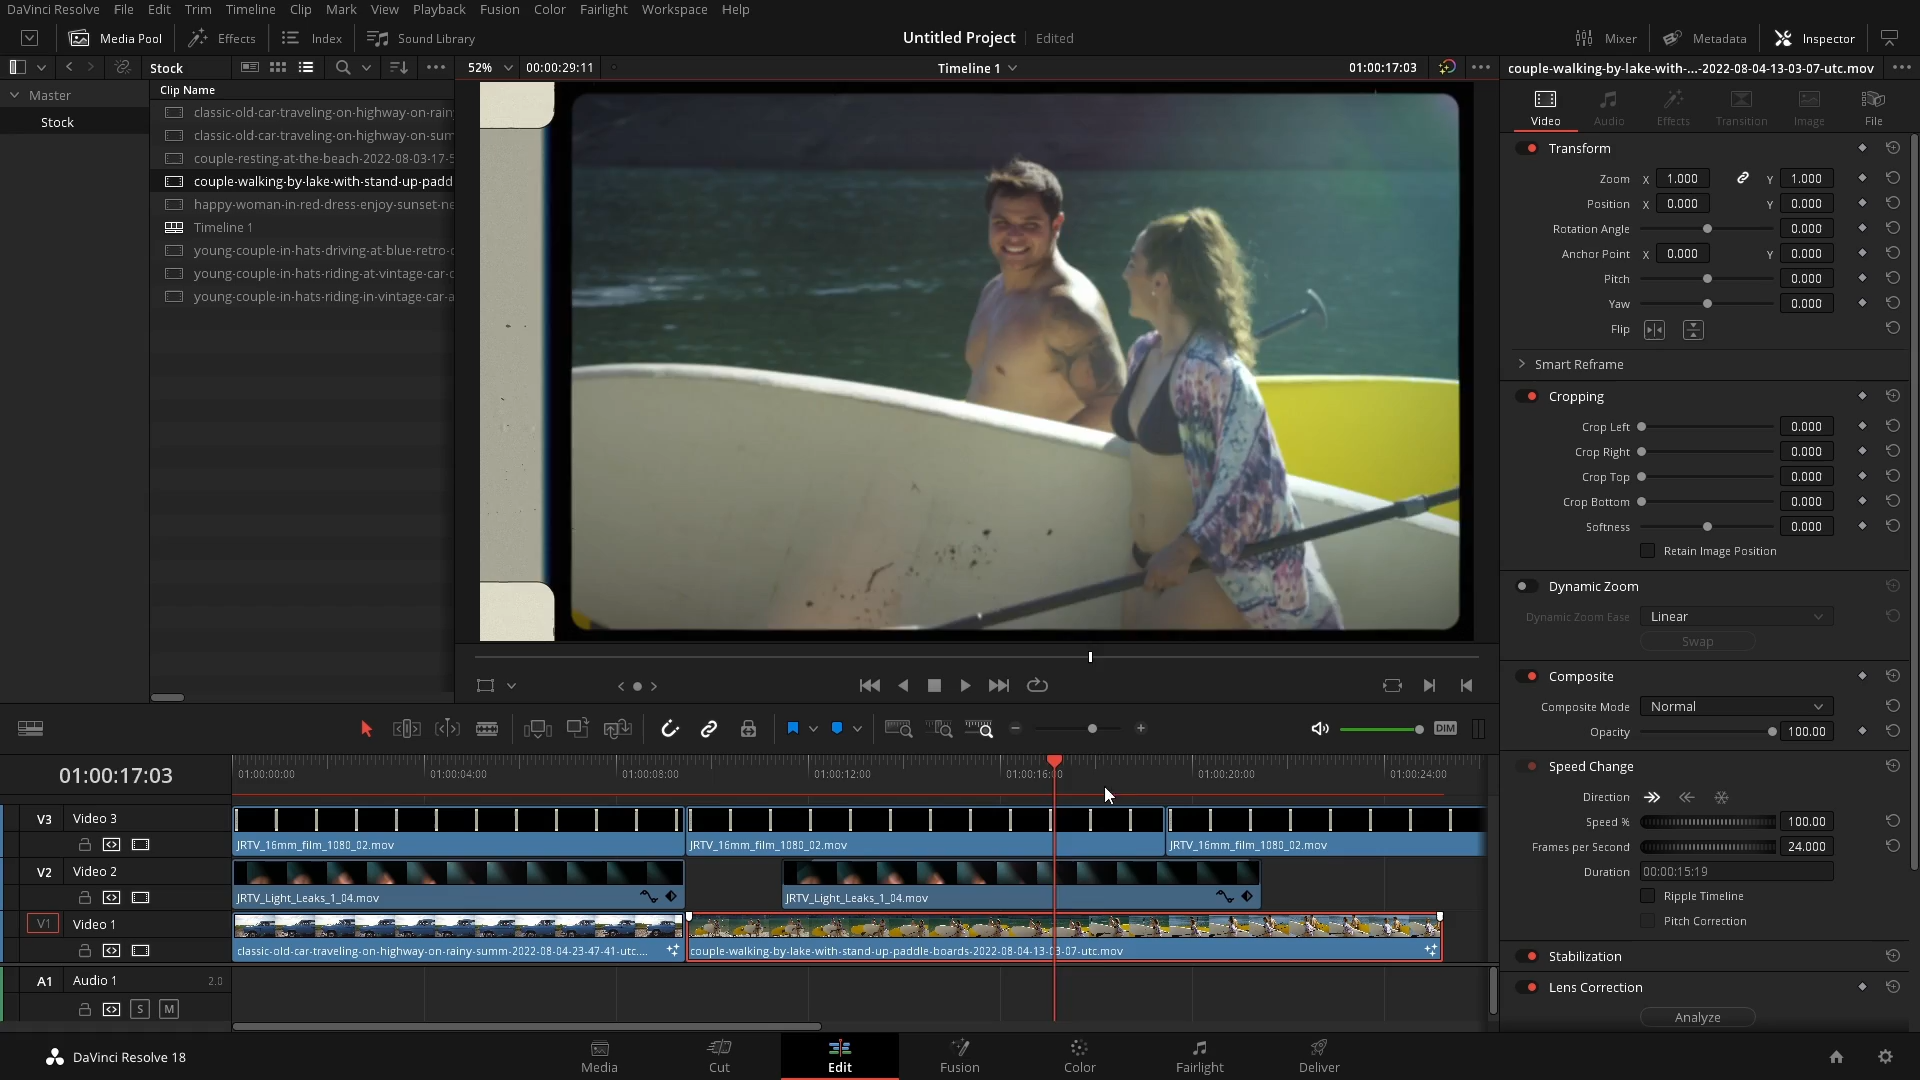 DaVinci Resolve File Edit Trim Timeline Clip Mark View Playback Fusion Color Fairlight Workspace Help
Media Pool Effects Index Sound Library Untitled Project Edited Mixer Metadata Inspector
Stock 52% 00:00:29:11 Timeline 1 01:00:17:03 couple-walking-by-lake-with-...-2022-08-04-13-03-07-utc.mov
Master
Stock
Clip Name
classic-old-car-traveling-on-highway-on-rain
classic-old-car-traveling-on-highway-on-sum
couple-resting-at-the-beach-2022-08-03-17-5
couple-walking-by-lake-with-stand-up-padd
happy-woman-in-red-dress-enjoy-sunset-ne
Timeline 1
young-couple-in-hats-driving-at-blue-retro-c
young-couple-in-hats-riding-at-vintage-car-c
young-couple-in-hats-riding-in-vintage-car-a
Video Audio Effects Transition Image File
Transform
Zoom X 1.000 Y 1.000
Position X 0.000 Y 0.000
Rotation Angle 0.000
Anchor Point X 0.000 Y 0.000
Pitch 0.000
Yaw 0.000
Flip
Smart Reframe
Cropping
Crop Left 0.000
Crop Right 0.000
Crop Top 0.000
Crop Bottom 0.000
Softness 0.000
Retain Image Position
Dynamic Zoom
Dynamic Zoom Ease Linear
Swap
Composite
Composite Mode Normal
Opacity 100.00
Speed Change
Direction
Speed % 100.00
Frames per Second 24.000
Duration 00:00:15:19
Ripple Timeline
Pitch Correction
Stabilization
Lens Correction
Analyze
DIM
01:00:17:03 01:00:00:00 01:00:04:00 01:00:08:00 01:00:12:00 01:00:16:00 01:00:20:00 01:00:24:00
V3 Video 3
JRTV_16mm_film_1080_02.mov JRTV_16mm_film_1080_02.mov JRTV_16mm_film_1080_02.mov
V2 Video 2
JRTV_Light_Leaks_1_04.mov JRTV_Light_Leaks_1_04.mov
V1 Video 1
classic-old-car-traveling-on-highway-on-rainy-summ-2022-08-04-23-47-41-utc.... couple-walking-by-lake-with-stand-up-paddle-boards-2022-08-04-13-03-07-utc.mov
A1 Audio 1 2.0
S M
DaVinci Resolve 18 Media Cut Edit Fusion Color Fairlight Deliver